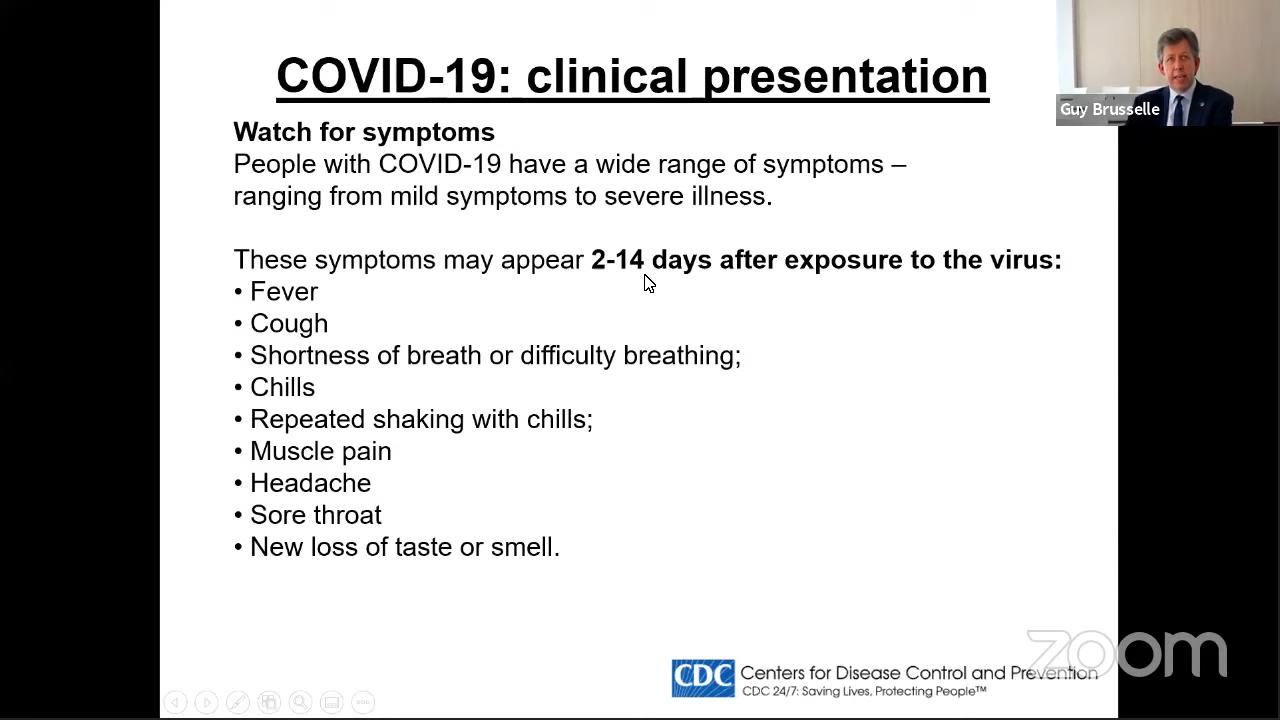 COVID-19: clinical presentation
Guy Brusselle
Watch for symptoms
People with COVID-19 have a wide range of symptoms –
ranging from mild symptoms to severe illness.
These symptoms may appear 2-14 days after exposure to the virus:
• Fever
• Cough
• Shortness of breath or difficulty breathing;
• Chills
• Repeated shaking with chills;
• Muscle pain
• Headache
• Sore throat
• New loss of taste or smell.
zoom
CDC Centers for Disease Control and Prevention
CDC 24/7: Saving Lives, Protecting People™